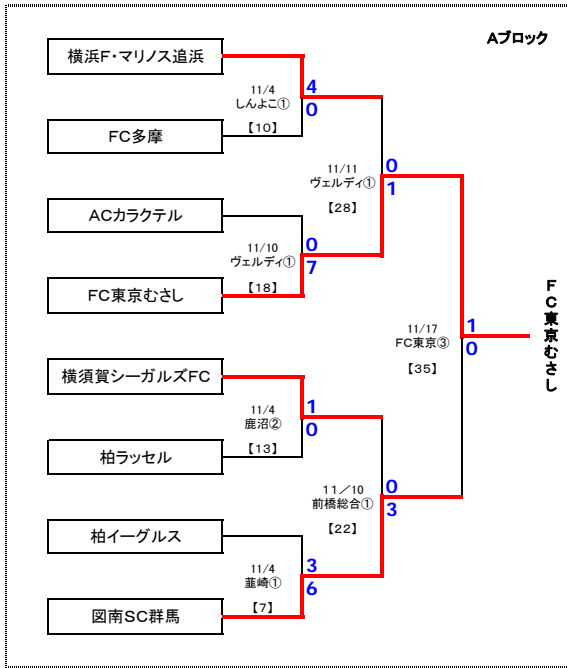 Aブロック
横浜F・マリノス追浜
11/4
しんよこ①
【10】
4
0
FC多摩
11/11
ヴェルディ①
【28】
0
1
ACカラクテル
11/10
ヴェルディ①
【18】
0
7
FC東京むさし
11/17
FC東京③
【35】
1
0
FC東京むさし
横須賀シーガルズFC
11/4
鹿沼②
【13】
1
0
柏ラッセル
11/10
前橋総合①
【22】
0
3
柏イーグルス
11/4
韮崎①
【7】
3
6
図南SC群馬